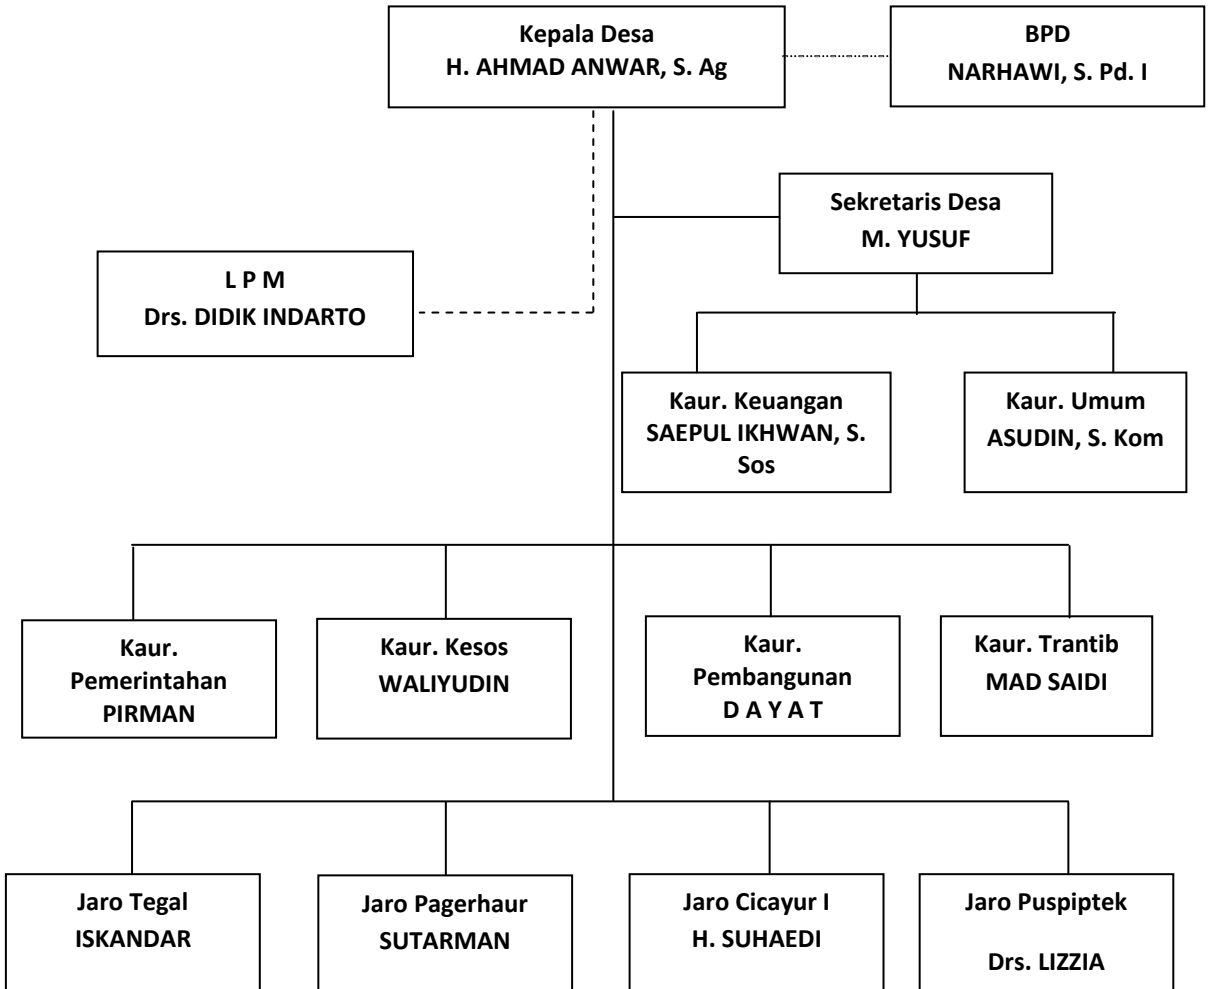 Kepala Desa
H. AHMAD ANWAR, S. Ag
BPD
NARHAWI, S. Pd. I
Sekretaris Desa
M. YUSUF
L P M
Drs. DIDIK INDARTO
Kaur. Keuangan
SAEPUL IKHWAN, S.
Sos
Kaur. Umum
ASUDIN, S. Kom
Kaur.
Pemerintahan
PIRMAN
Kaur. Kesos
WALIYUDIN
Kaur.
Pembangunan
D A Y A T
Kaur. Trantib
MAD SAIDI
Jaro Tegal
ISKANDAR
Jaro Pagerhaur
SUTARMAN
Jaro Cicayur I
H. SUHAEDI
Jaro Puspiptek
Drs. LIZZIA